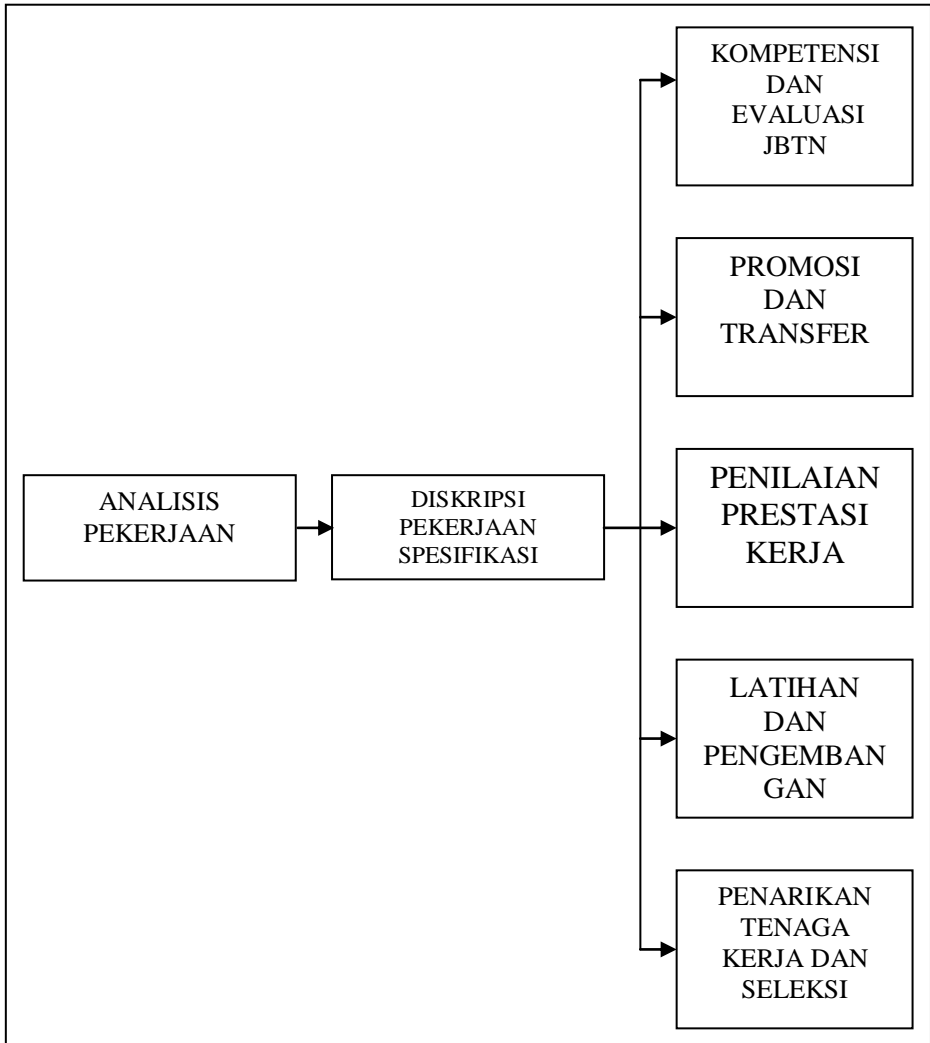 KOMPETENSI
DAN
EVALUASI
JBTN
PROMOSI
DAN
TRANSFER
ANALISIS
PEKERJAAN
DISKRIPSI
PEKERJAAN
SPESIFIKASI
PENILAIAN
PRESTASI
KERJA
LATIHAN
DAN
PENGEMBAN
GAN
PENARIKAN
TENAGA
KERJA DAN
SELEKSI